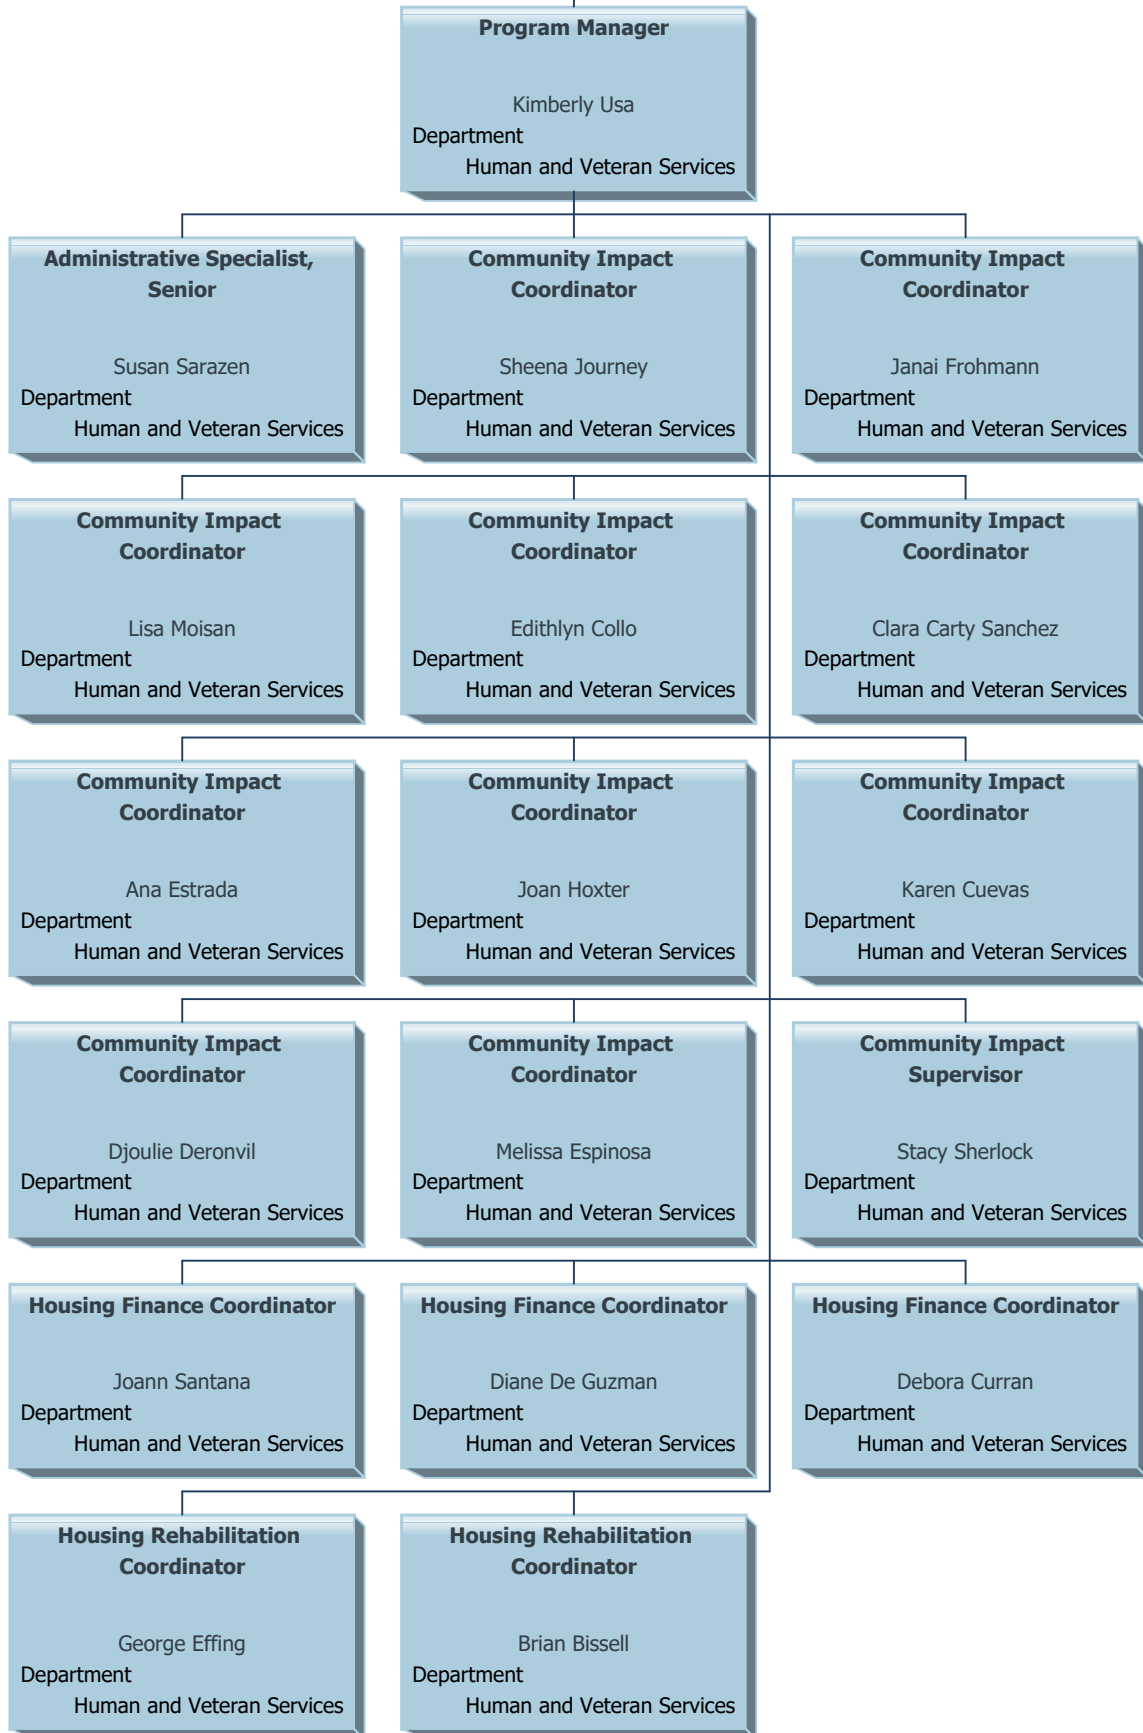 Program Manager
Kimberly Usa
Department
Human and Veteran Services
Administrative Specialist,
Senior
Susan Sarazen
Department
Human and Veteran Services
Community Impact
Coordinator
Sheena Journey
Department
Human and Veteran Services
Community Impact
Coordinator
Janai Frohmann
Department
Human and Veteran Services
Community Impact
Coordinator
Lisa Moisan
Department
Human and Veteran Services
Community Impact
Coordinator
Edithlyn Collo
Department
Human and Veteran Services
Community Impact
Coordinator
Clara Carty Sanchez
Department
Human and Veteran Services
Community Impact
Coordinator
Ana Estrada
Department
Human and Veteran Services
Community Impact
Coordinator
Joan Hoxter
Department
Human and Veteran Services
Community Impact
Coordinator
Karen Cuevas
Department
Human and Veteran Services
Community Impact
Coordinator
Djoulie Deronvil
Department
Human and Veteran Services
Community Impact
Coordinator
Melissa Espinosa
Department
Human and Veteran Services
Community Impact
Supervisor
Stacy Sherlock
Department
Human and Veteran Services
Housing Finance Coordinator
Joann Santana
Department
Human and Veteran Services
Housing Finance Coordinator
Diane De Guzman
Department
Human and Veteran Services
Housing Finance Coordinator
Debora Curran
Department
Human and Veteran Services
Housing Rehabilitation
Coordinator
George Effing
Department
Human and Veteran Services
Housing Rehabilitation
Coordinator
Brian Bissell
Department
Human and Veteran Services